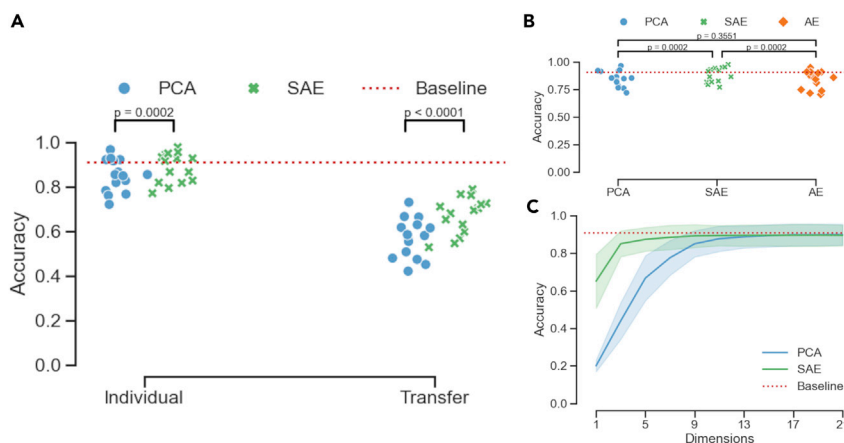 A
PCA SAE Baseline
p = 0.0002 p < 0.0001
1.0
0.8
0.6
0.4
0.2
0.0
Accuracy
Individual Transfer
B
PCA SAE AE
p = 0.3551
p = 0.0002 p = 0.0002
1.00
0.75
0.50
0.25
0.00
Accuracy
PCA SAE AE
C
1.0
0.8
0.6
0.4
0.2
0.0
Accuracy
PCA
SAE
Baseline
1 5 9 13 17 2
Dimensions